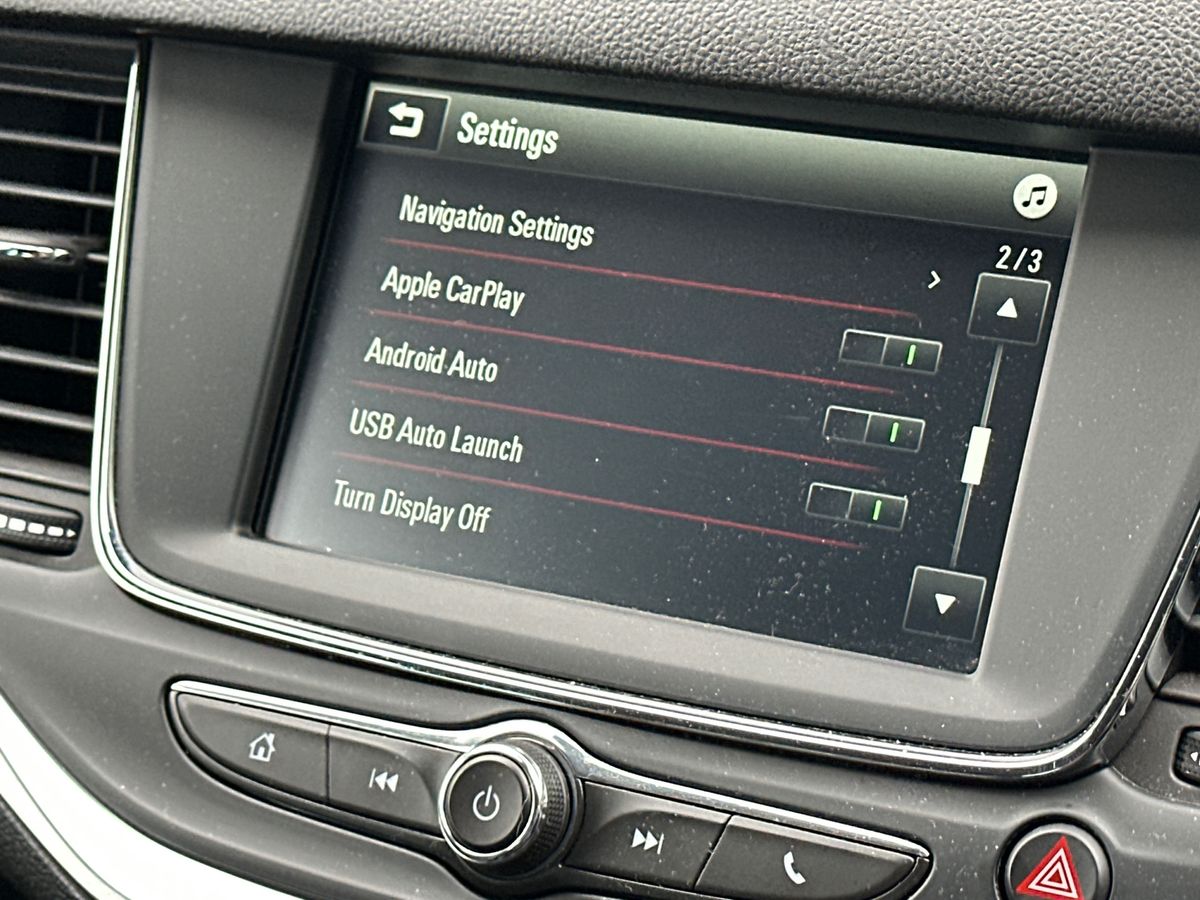 Settings
Navigation Settings
2/3
Apple CarPlay
Android Auto
USB Auto Launch
Turn Display Off